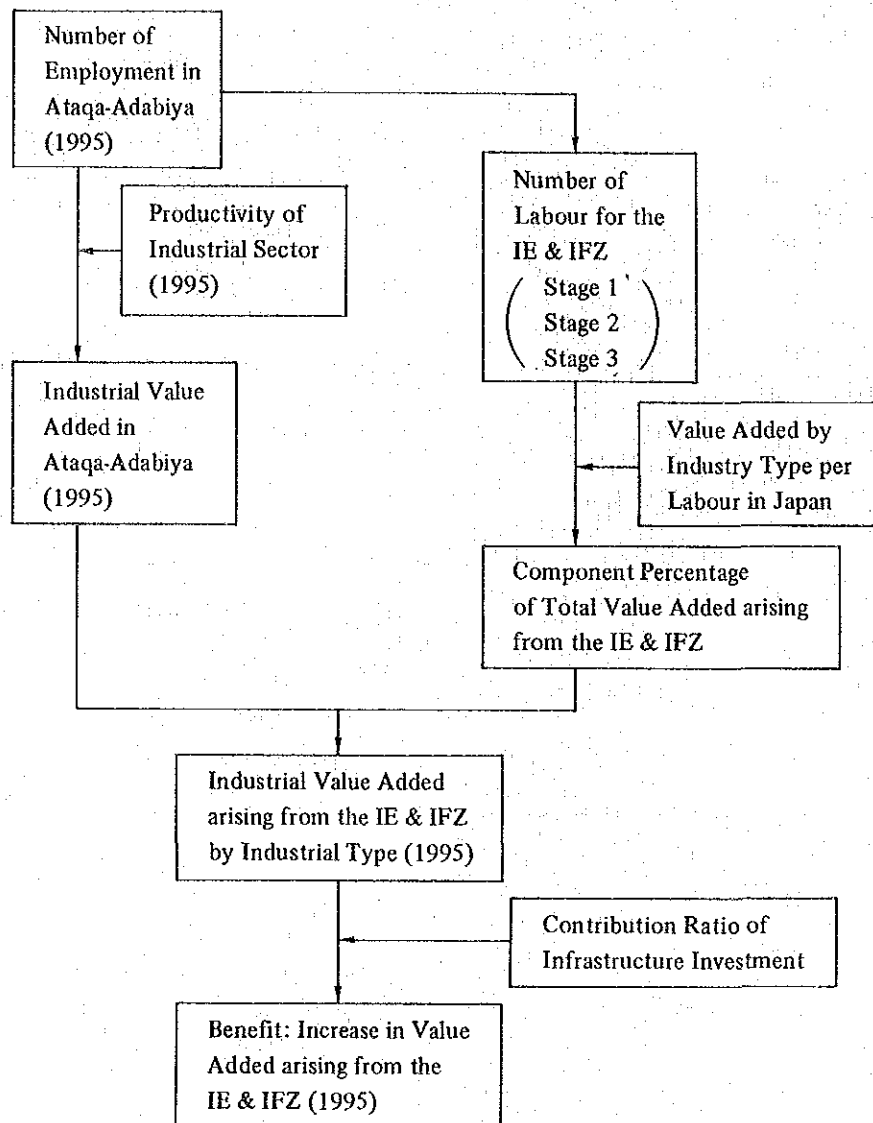 Number of
Employment in
Ataqa-Adabiya
(1995)
Productivity of
Industrial Sector
(1995)
Number of
Labour for the
IE & IFZ
( Stage 1
Stage 2
Stage 3 )
Industrial Value
Added in
Ataqa-Adabiya
(1995)
Value Added by
Industry Type per
Labour in Japan
Component Percentage
of Total Value Added arising
from the IE & IFZ
Industrial Value Added
arising from the IE & IFZ
by Industrial Type (1995)
Contribution Ratio of
Infrastructure Investment
Benefit: Increase in Value
Added arising from the
IE & IFZ (1995)